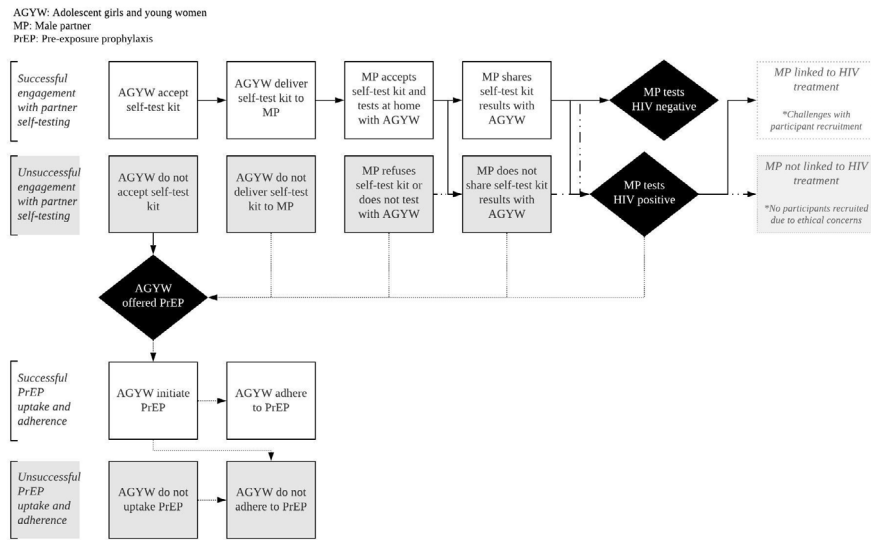 AGYW: Adolescent girls and young women
MP: Male partner
PrEP: Pre-exposure prophylaxis
Successful
engagement
with partner
self-testing
AGYW accept
self-test kit
AGYW deliver
self-test kit to
MP
MP accepts
self-test kit and
tests at home
with AGYW
MP shares
self-test kit
results with
AGYW
MP tests
HIV negative
MP linked to HIV
treatment
*Challenges with
participant recruitment
Unsuccessful
engagement
with partner
self-testing
AGYW do not
accept self-test
kit
AGYW do not
deliver self-test
kit to MP
MP refuses
self-test kit or
does not test
with AGYW
MP does not
share self-test kit
results with
AGYW
MP tests
HIV positive
MP not linked to HIV
treatment
*No participants recruited
due to ethical concerns
AGYW
offered PrEP
Successful
PrEP
uptake and
adherence
AGYW initiate
PrEP
AGYW adhere
to PrEP
Unsuccessful
PrEP
uptake and
adherence
AGYW do not
uptake PrEP
AGYW do not
adhere to PrEP